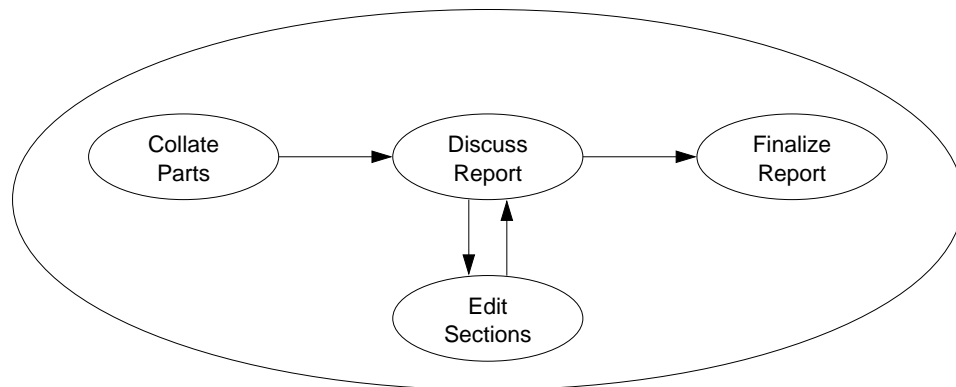 Collate
Parts
Discuss
Report
Finalize
Report
Edit
Sections